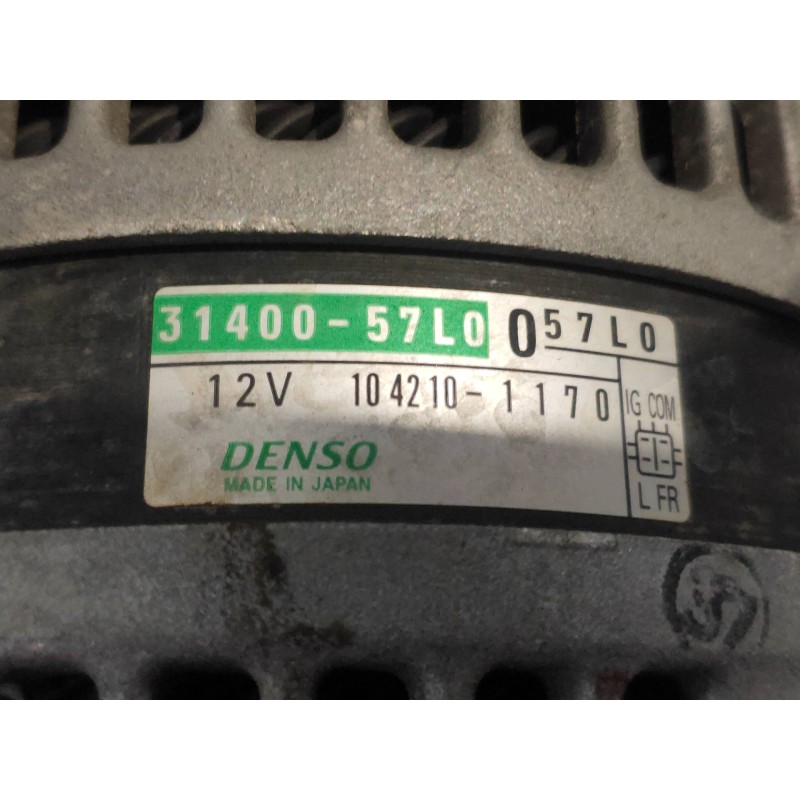 31400-57L0 057L0
12V 104210-1170
IG COM
DENSO
MADE IN JAPAN
L FR